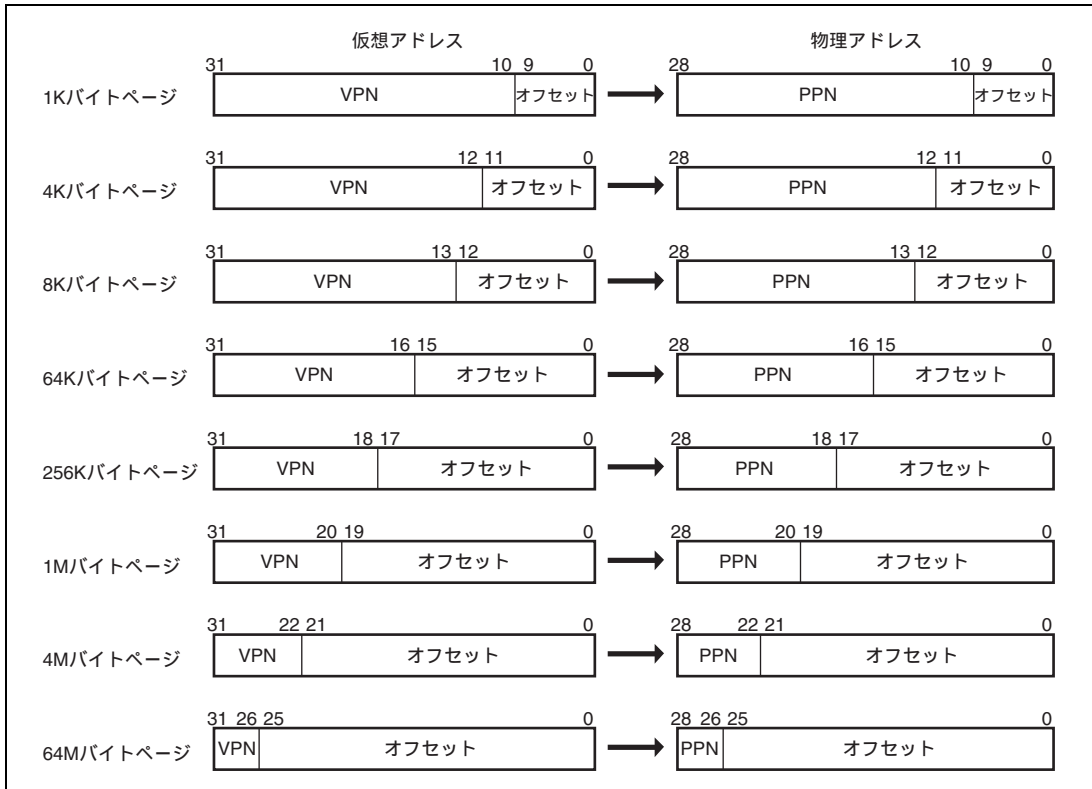 仮想アドレス 物理アドレス
31 10 9 0 28 10 9 0
1Kバイトページ VPN オフセット PPN オフセット
31 12 11 0 28 12 11 0
4Kバイトページ VPN オフセット PPN オフセット
31 13 12 0 28 13 12 0
8Kバイトページ VPN オフセット PPN オフセット
31 16 15 0 28 16 15 0
64Kバイトページ VPN オフセット PPN オフセット
31 18 17 0 28 18 17 0
256Kバイトページ VPN オフセット PPN オフセット
31 20 19 0 28 20 19 0
1Mバイトページ VPN オフセット PPN オフセット
31 22 21 0 28 22 21 0
4Mバイトページ VPN オフセット PPN オフセット
31 26 25 0 28 26 25 0
64Mバイトページ VPN オフセット PPN オフセット